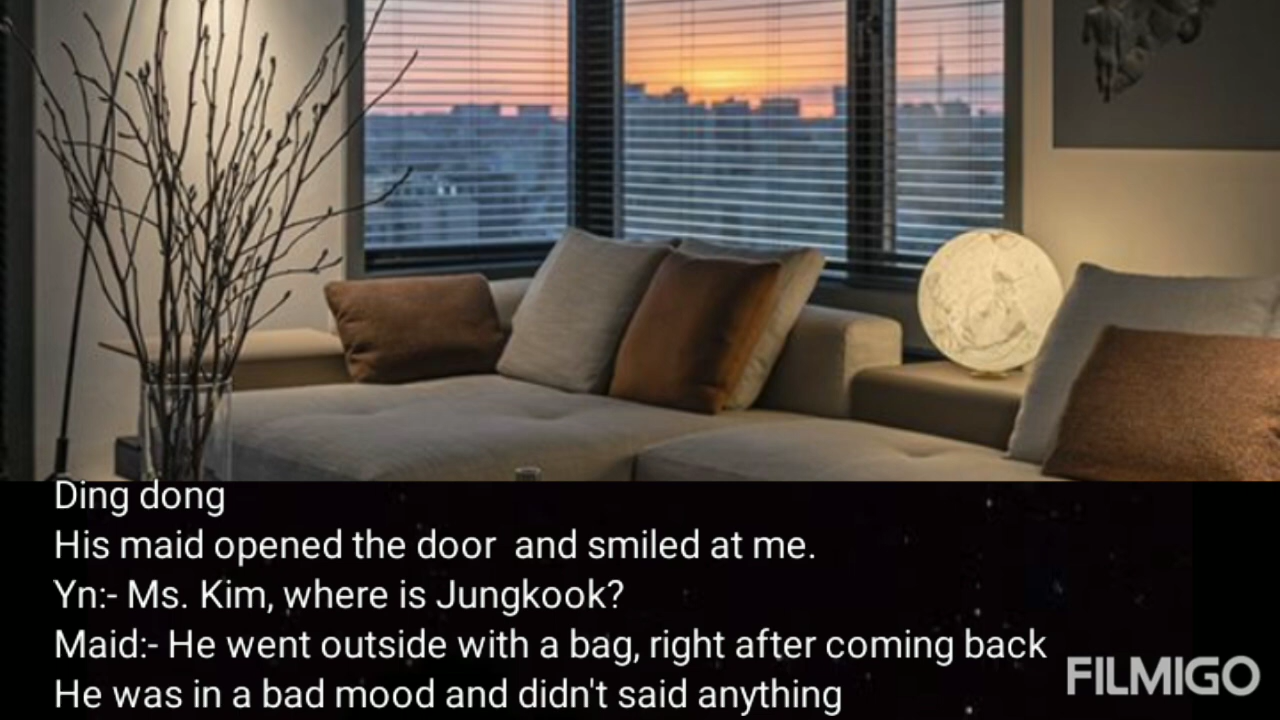 Ding dong
His maid opened the door  and smiled at me.
Yn:- Ms. Kim, where is Jungkook?
Maid:- He went outside with a bag, right after coming back
He was in a bad mood and didn't said anything
FILMIGO